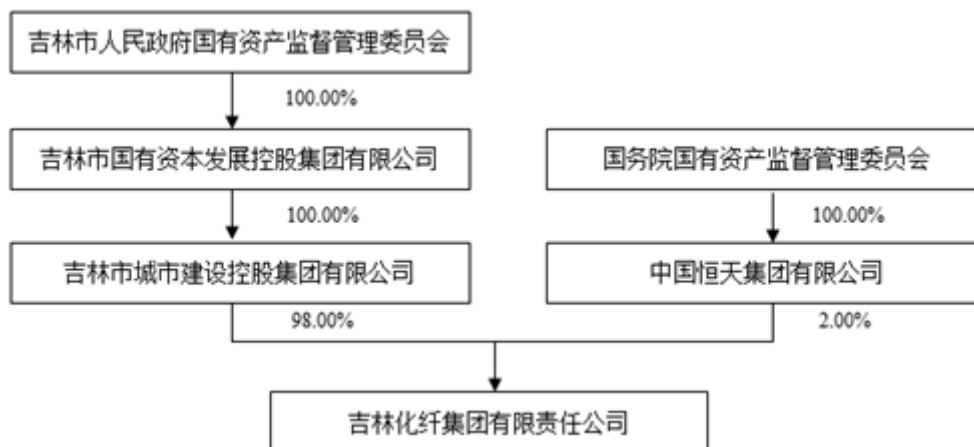 吉林市人民政府国有资产监督管理委员会
100.00%
吉林市国有资本发展控股集团有限公司
国务院国有资产监督管理委员会
100.00%
100.00%
吉林市城市建设控股集团有限公司
中国恒天集团有限公司
98.00%
2.00%
吉林化纤集团有限责任公司